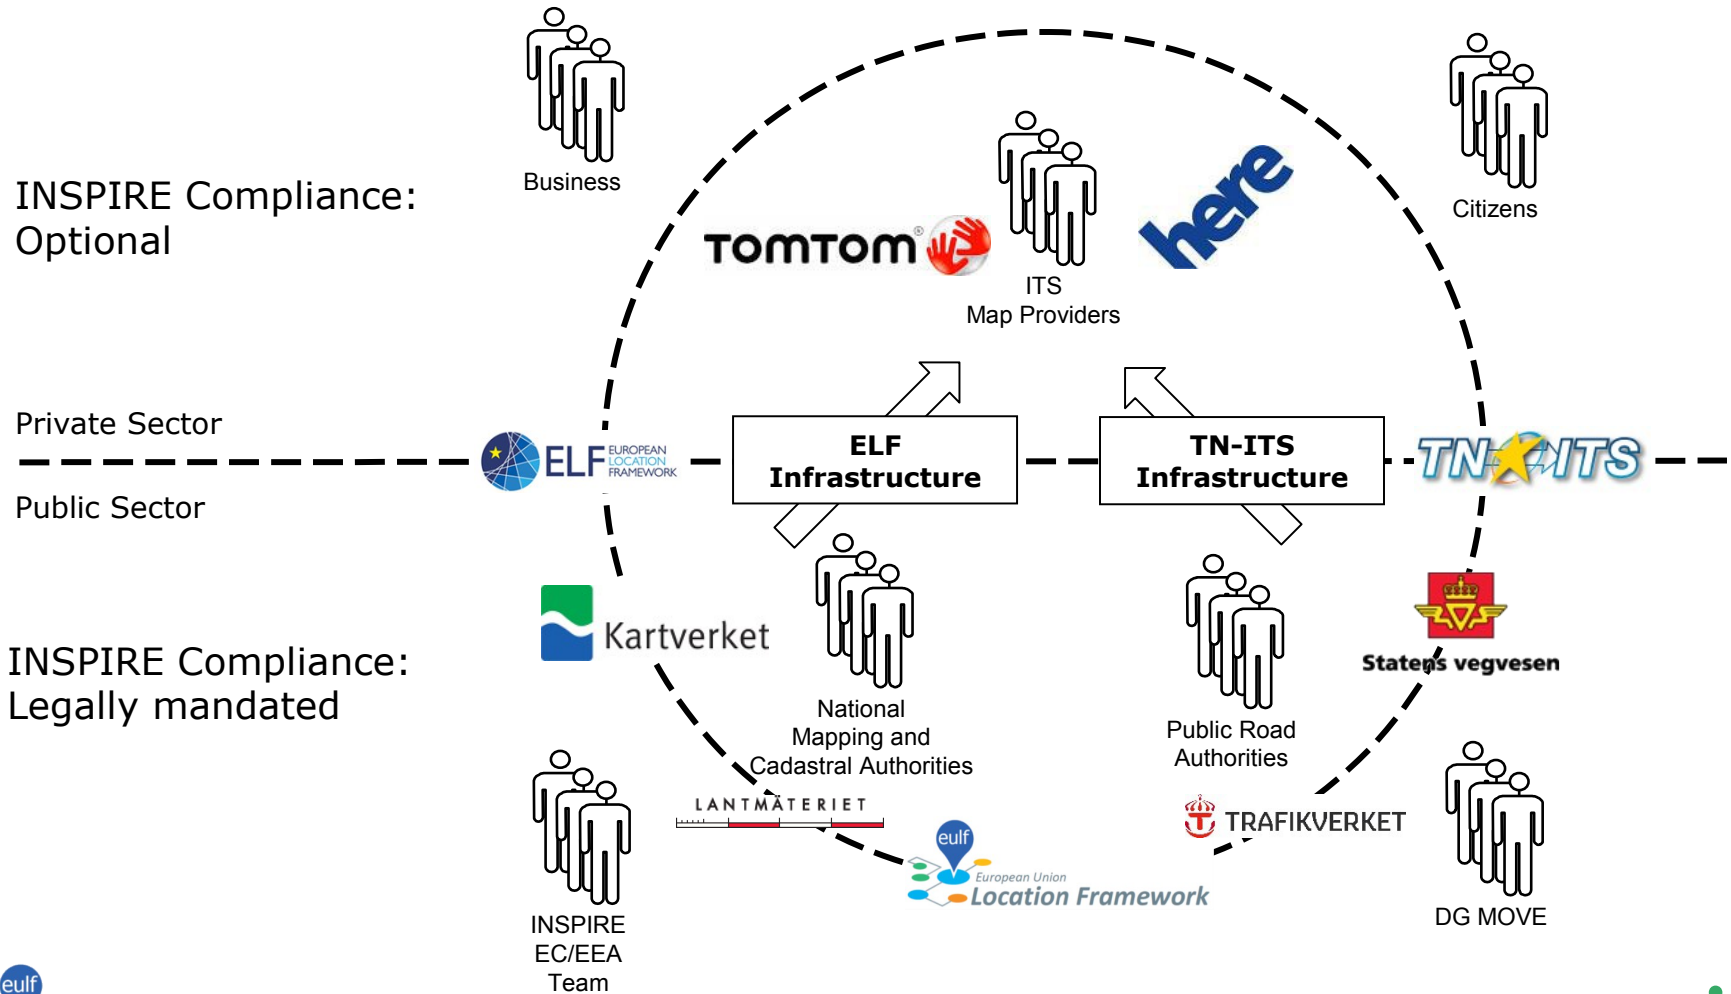 Business
Citizens
INSPIRE Compliance:
Optional
TOMTOM®
here
ITS
Map Providers
Private Sector
ELF EUROPEAN
LOCATION
FRAMEWORK
ELF
Infrastructure
TN-ITS
Infrastructure
TN ITS
Public Sector
Kartverket
Statens vegvesen
INSPIRE Compliance:
Legally mandated
National
Mapping and
Cadastral Authorities
Public Road
Authorities
LANTMÄTERIET
TRAFIKVERKET
eulf
European Union
Location Framework
INSPIRE
EC/EEA
Team
DG MOVE
eulf